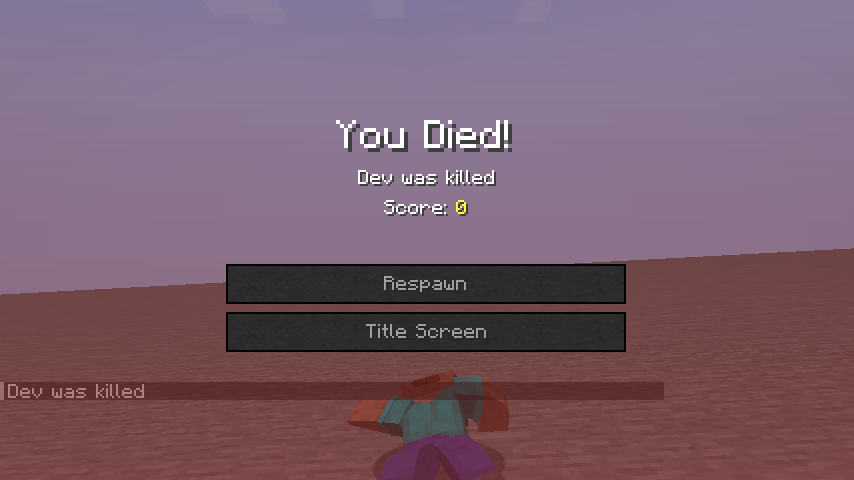 You Died!
Dev was killed
Score: 0
Respawn
Title Screen
Dev was killed